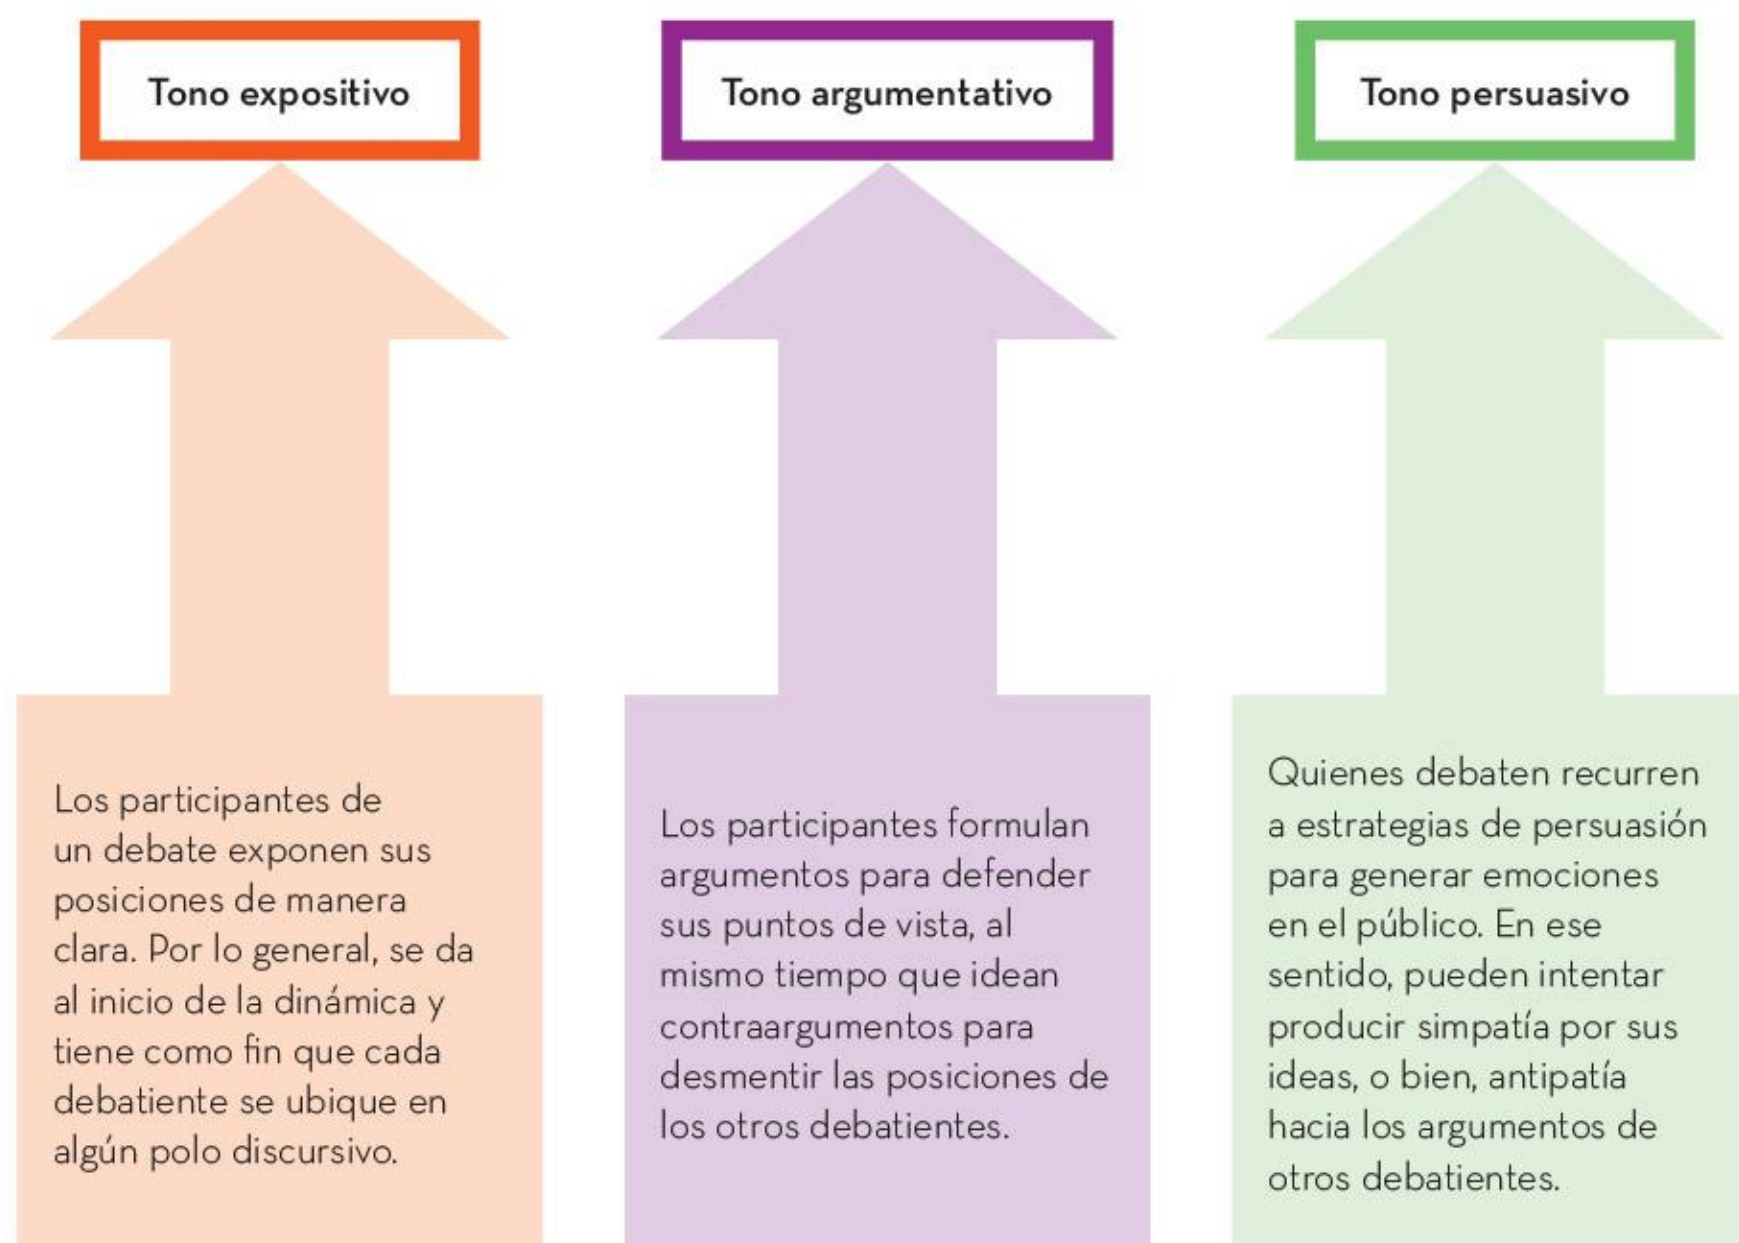 Tono expositivo
Los participantes de
un debate exponen sus
posiciones de manera
clara. Por lo general, se da
al inicio de la dinámica y
tiene como fin que cada
debatiente se ubique en
algún polo discursivo.
Tono argumentativo
Los participantes formulan
argumentos para defender
sus puntos de vista, al
mismo tiempo que idean
contraargumentos para
desmentir las posiciones de
los otros debatientes.
Tono persuasivo
Quienes debaten recurren
a estrategias de persuasión
para generar emociones
en el público. En ese
sentido, pueden intentar
producir simpatía por sus
ideas, o bien, antipatía
hacia los argumentos de
otros debatientes.